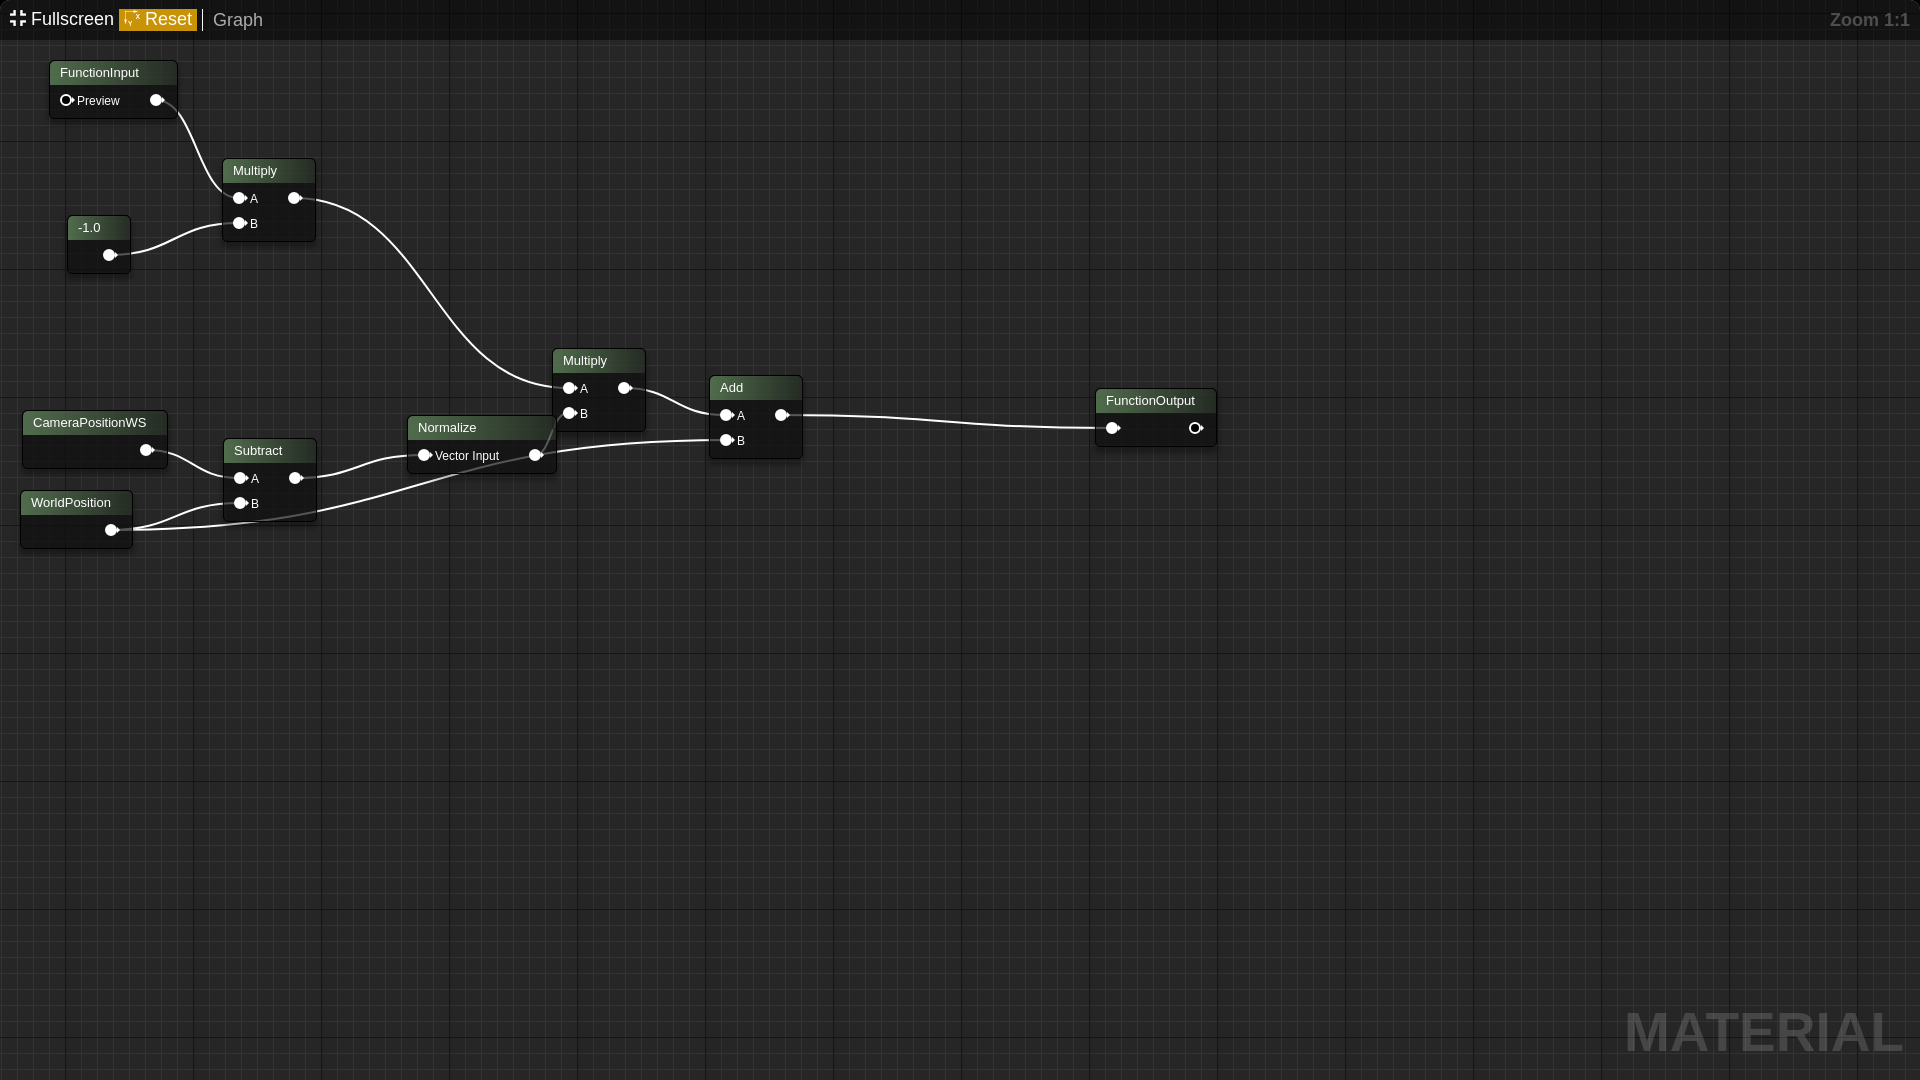 Fullscreen Reset Graph Zoom 1:1
FunctionInput
Preview
Multiply
A
B
-1.0
Multiply
A
B
Add
A
B
FunctionOutput
CameraPositionWS
Subtract
A
B
Normalize
Vector Input
WorldPosition
MATERIAL